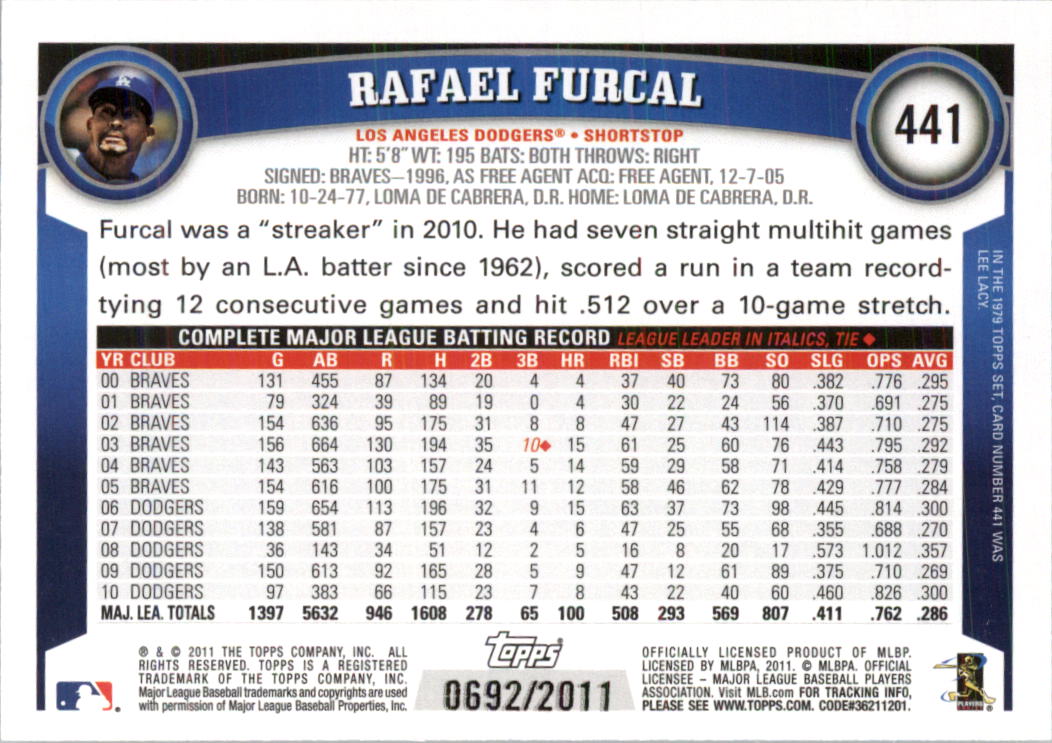 RAFAEL FURCAL
441
LOS ANGELES DODGERS® • SHORTSTOP
HT: 5'8" WT: 195 BATS: BOTH THROWS: RIGHT
SIGNED: BRAVES–1996, AS FREE AGENT ACQ: FREE AGENT, 12-7-05
BORN: 10-24-77, LOMA DE CABRERA, D.R. HOME: LOMA DE CABRERA, D.R.
Furcal was a "streaker" in 2010. He had seven straight multihit games
(most by an L.A. batter since 1962), scored a run in a team record-
tying 12 consecutive games and hit .512 over a 10-game stretch.
COMPLETE MAJOR LEAGUE BATTING RECORD LEAGUE LEADER IN ITALICS, TIE ♦
YR CLUB G AB R H 2B 3B HR RBI SB BB SO SLG OPS AVG
00 BRAVES 131 455 87 134 20 4 4 37 40 73 80 .382 .776 .295
01 BRAVES 79 324 39 89 19 0 4 30 22 24 56 .370 .691 .275
02 BRAVES 154 636 95 175 31 8 8 47 27 43 114 .387 .710 .275
03 BRAVES 156 664 130 194 35 10♦ 15 61 25 60 76 .443 .795 .292
04 BRAVES 143 563 103 157 24 5 14 59 29 58 71 .414 .758 .279
05 BRAVES 154 616 100 175 31 11 12 58 46 62 78 .429 .777 .284
06 DODGERS 159 654 113 196 32 9 15 63 37 73 98 .445 .814 .300
07 DODGERS 138 581 87 157 23 4 6 47 25 55 68 .355 .688 .270
08 DODGERS 36 143 34 51 12 2 5 16 8 20 17 .573 1.012 .357
09 DODGERS 150 613 92 165 28 5 9 47 12 61 89 .375 .710 .269
10 DODGERS 97 383 66 115 23 7 8 43 22 40 60 .460 .826 .300
MAJ. LEA. TOTALS 1397 5632 946 1608 278 65 100 508 293 569 807 .411 .762 .286
IN THE 1979 TOPPS SET, CARD NUMBER 441 WAS
LEE LACY.
® & © 2011 THE TOPPS COMPANY, INC. ALL
RIGHTS RESERVED. TOPPS IS A REGISTERED
TRADEMARK OF THE TOPPS COMPANY, INC.
Major League Baseball trademarks and copyrights are used
with permission of Major League Baseball Properties, Inc.
Topps®
0692/2011
OFFICIALLY LICENSED PRODUCT OF MLBP.
LICENSED BY MLBPA, 2011. © MLBPA. OFFICIAL
LICENSEE – MAJOR LEAGUE BASEBALL PLAYERS
ASSOCIATION. Visit MLB.com FOR TRACKING INFO,
PLEASE SEE WWW.TOPPS.COM. CODE#36211201.
PLAYERS
LA